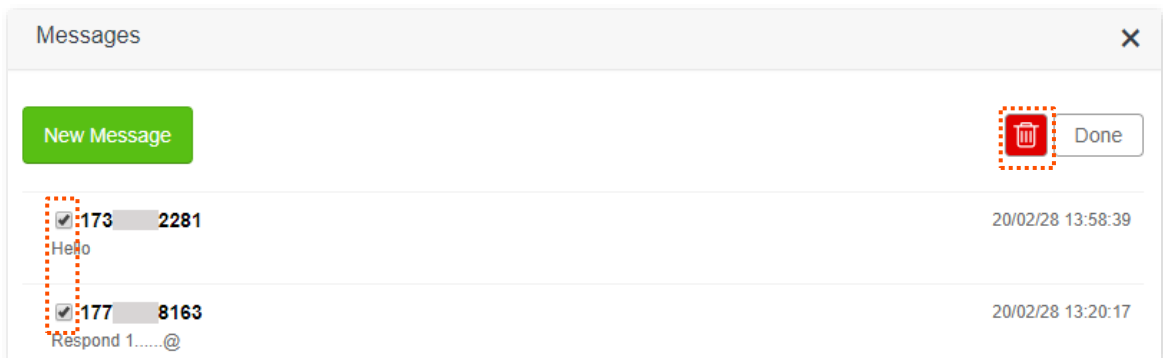 Messages
New Message
Done
173 2281 20/02/28 13:58:39
Hello
177 8163 20/02/28 13:20:17
Respond 1......@